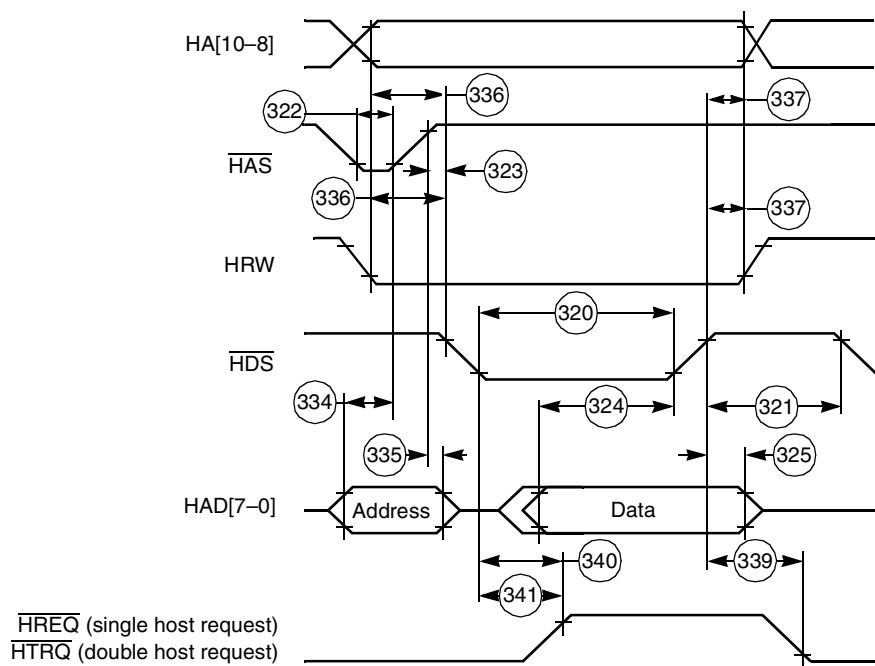 HA[10–8]
336
337
322
HAS
323
336
337
HRW
320
HDS
334
324
321
335
325
HAD[7–0]
Address
Data
340
339
341
HREQ (single host request)
HTRQ (double host request)